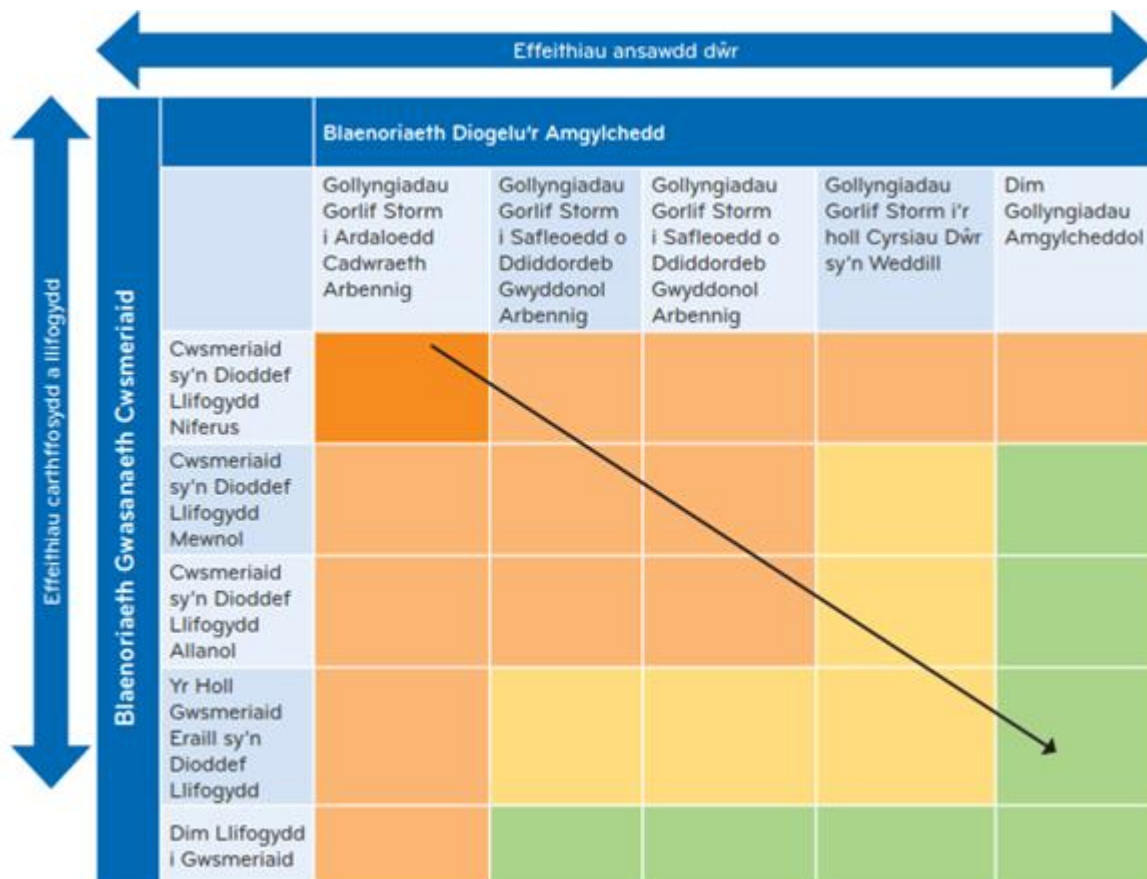 Effeithiau ansawdd dŵr
Effeithiau carthffosydd a llifogydd
Blaenoriaeth Gwasanaeth Cwsmeriaid
Blaenoriaeth Diogelu'r Amgylchedd
Gollyngiadau
Gorlif Storm
i Ardaloedd
Cadwraeth
Arbennig
Gollyngiadau
Gorlif Storm
i Safleoedd o
Ddiddordeb
Gwyddonol
Arbennig
Gollyngiadau
Gorlif Storm
i Safleoedd o
Ddiddordeb
Gwyddonol
Arbennig
Gollyngiadau
Gorlif Storm i'r
holl Cyrsiau Dŵr
sy'n Weddill
Dim
Gollyngiadau
Amgylcheddol
Cwsmeriaid
sy'n Dioddef
Llifogydd
Niferus
Cwsmeriaid
sy'n Dioddef
Llifogydd
Mewnol
Cwsmeriaid
sy'n Dioddef
Llifogydd
Allanol
Yr Holl
Gwsmeriaid
Eraill sy'n
Dioddef
Llifogydd
Dim Llifogydd
i Gwsmeriaid